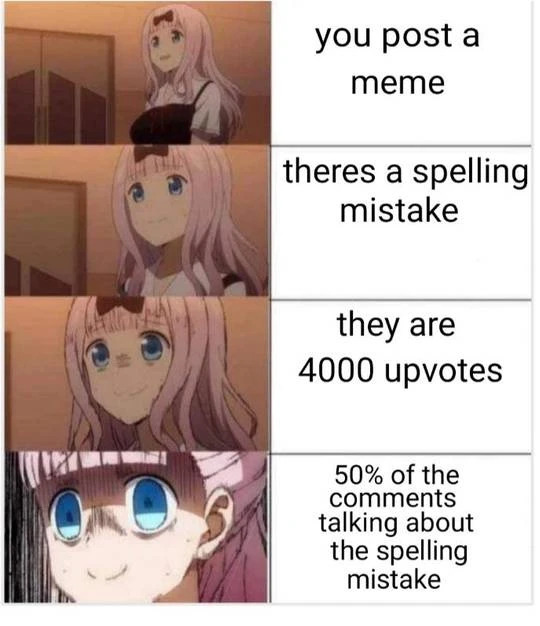 you post a
meme
theres a spelling
mistake
they are
4000 upvotes
50% of the
comments
talking about
the spelling
mistake